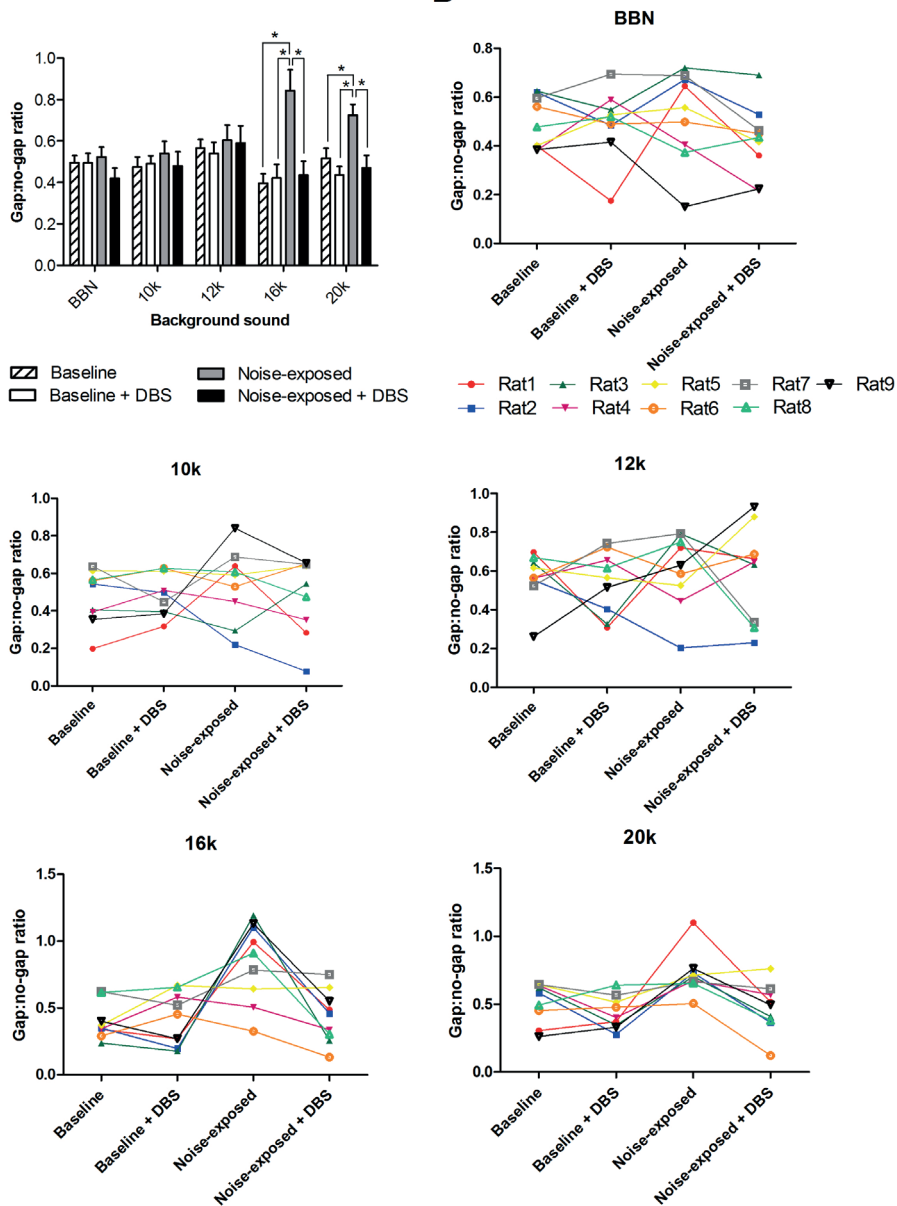 BBN
Gap:no-gap ratio
1.0
0.8
0.6
0.4
0.2
0.0
* * * * * *
BBN 10k 12k 16k 20k
Background sound
Baseline
Noise-exposed
Baseline + DBS
Noise-exposed + DBS
Gap:no-gap ratio
0.8
0.6
0.4
0.2
0.0
Baseline
Baseline + DBS
Noise-exposed
Noise-exposed + DBS
Rat1 Rat3 Rat5 Rat7 Rat9
Rat2 Rat4 Rat6 Rat8
10k
Gap:no-gap ratio
1.0
0.8
0.6
0.4
0.2
0.0
Baseline
Baseline + DBS
Noise-exposed
Noise-exposed + DBS
12k
Gap:no-gap ratio
1.0
0.8
0.6
0.4
0.2
0.0
Baseline
Baseline + DBS
Noise-exposed
Noise-exposed + DBS
16k
Gap:no-gap ratio
1.5
1.0
0.5
0.0
Baseline
Baseline + DBS
Noise-exposed
Noise-exposed + DBS
20k
Gap:no-gap ratio
1.5
1.0
0.5
0.0
Baseline
Baseline + DBS
Noise-exposed
Noise-exposed + DBS